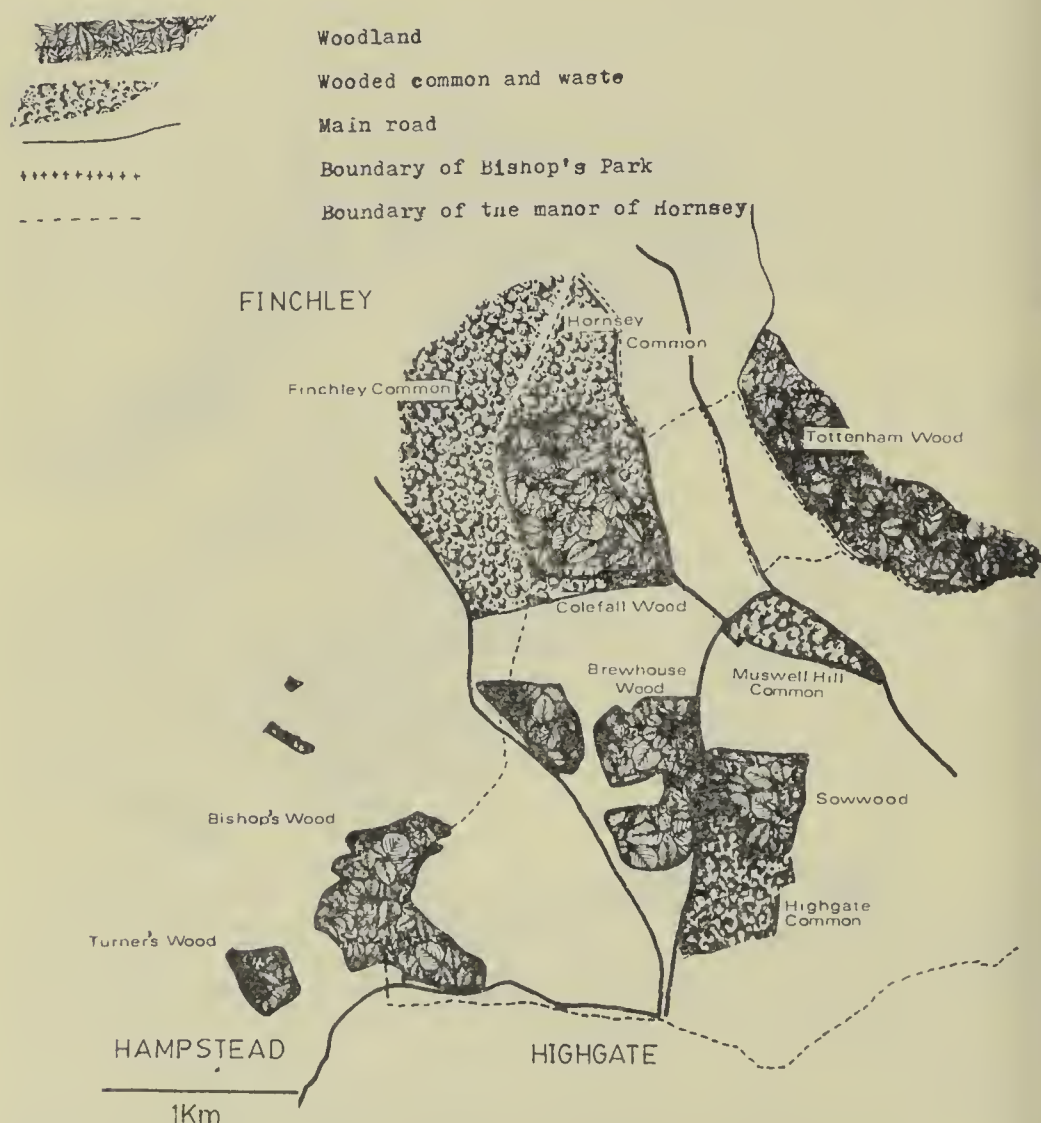 Woodland
Wooded common and waste
Main road
Boundary of Bishop's Park
Boundary of the manor of Hornsey
FINCHLEY
Hornsey
Common
Finchley Common
Tottenham Wood
Colefall Wood
Brewhouse
Wood
Muswell Hill
Common
Sowwood
Bishop's Wood
Highgate
Common
Turner's Wood
HAMPSTEAD
HIGHGATE
1Km